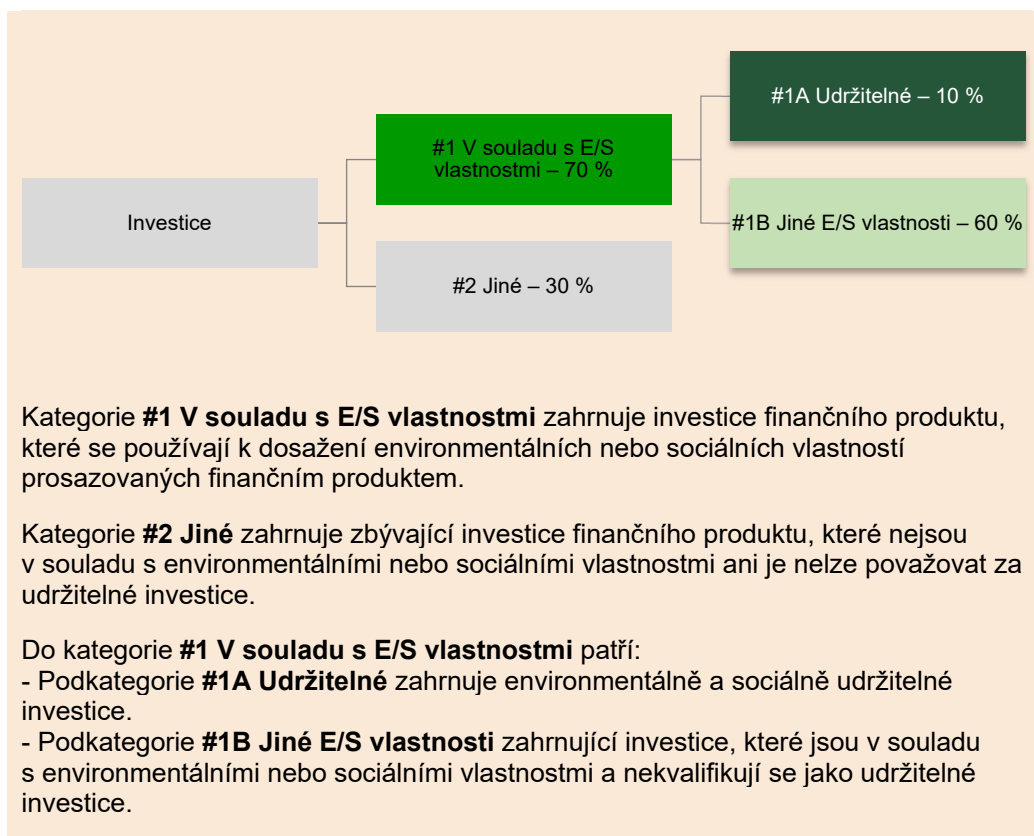 #1A Udržitelné – 10 %
#1 V souladu s E/S
vlastnostmi – 70 %
Investice
#1B Jiné E/S vlastnosti – 60 %
#2 Jiné – 30 %
Kategorie #1 V souladu s E/S vlastnostmi zahrnuje investice finančního produktu,
které se používají k dosažení environmentálních nebo sociálních vlastností
prosazovaných finančním produktem.
Kategorie #2 Jiné zahrnuje zbývající investice finančního produktu, které nejsou
v souladu s environmentálními nebo sociálními vlastnostmi ani je nelze považovat za
udržitelné investice.
Do kategorie #1 V souladu s E/S vlastnostmi patří:
- Podkategorie #1A Udržitelné zahrnuje environmentálně a sociálně udržitelné
investice.
- Podkategorie #1B Jiné E/S vlastnosti zahrnující investice, které jsou v souladu
s environmentálními nebo sociálními vlastnostmi a nekvalifikují se jako udržitelné
investice.